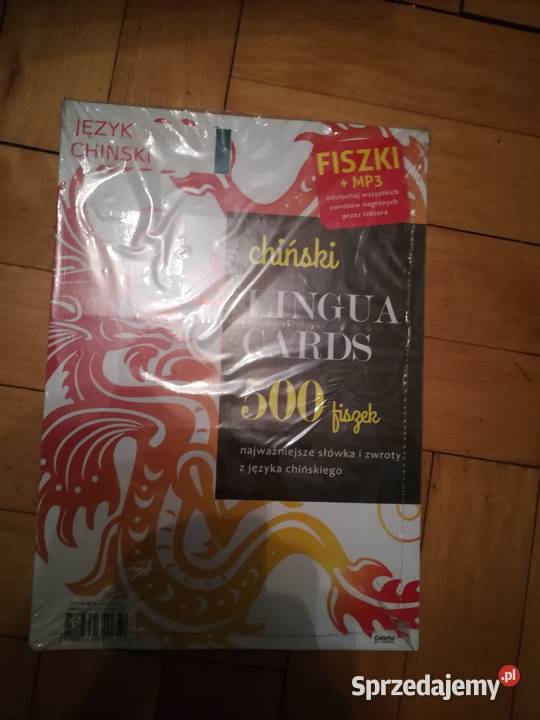 JĘZYK
CHIŃSKI
FISZKI
+ MP3
odsłuchaj wszystkich
zwrotów nagranych
przez lektora
chiński
LINGUA
CARDS
500 fiszek
najważniejsze słówka i zwroty
z języka chińskiego
Colorful
Sprzedajemy.pl